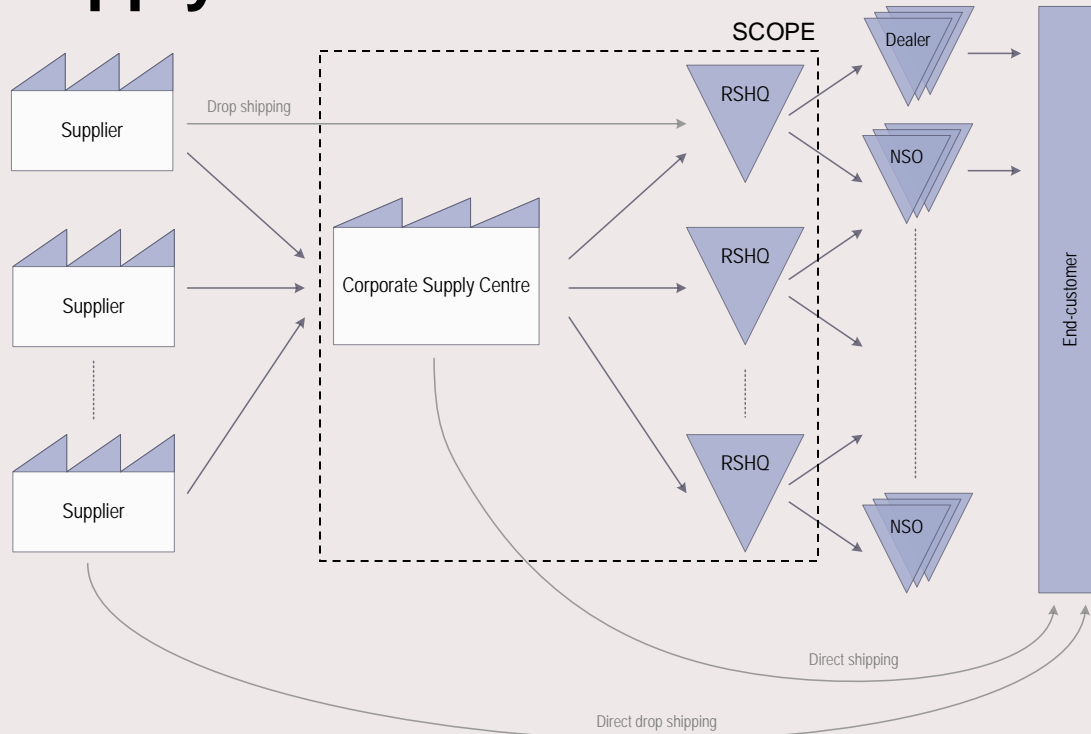 SCOPE
Dealer
RSHQ
Drop shipping
Supplier
NSO
RSHQ
Corporate Supply Centre
Supplier
End-customer
RSHQ
Supplier
NSO
Direct shipping
Direct drop shipping